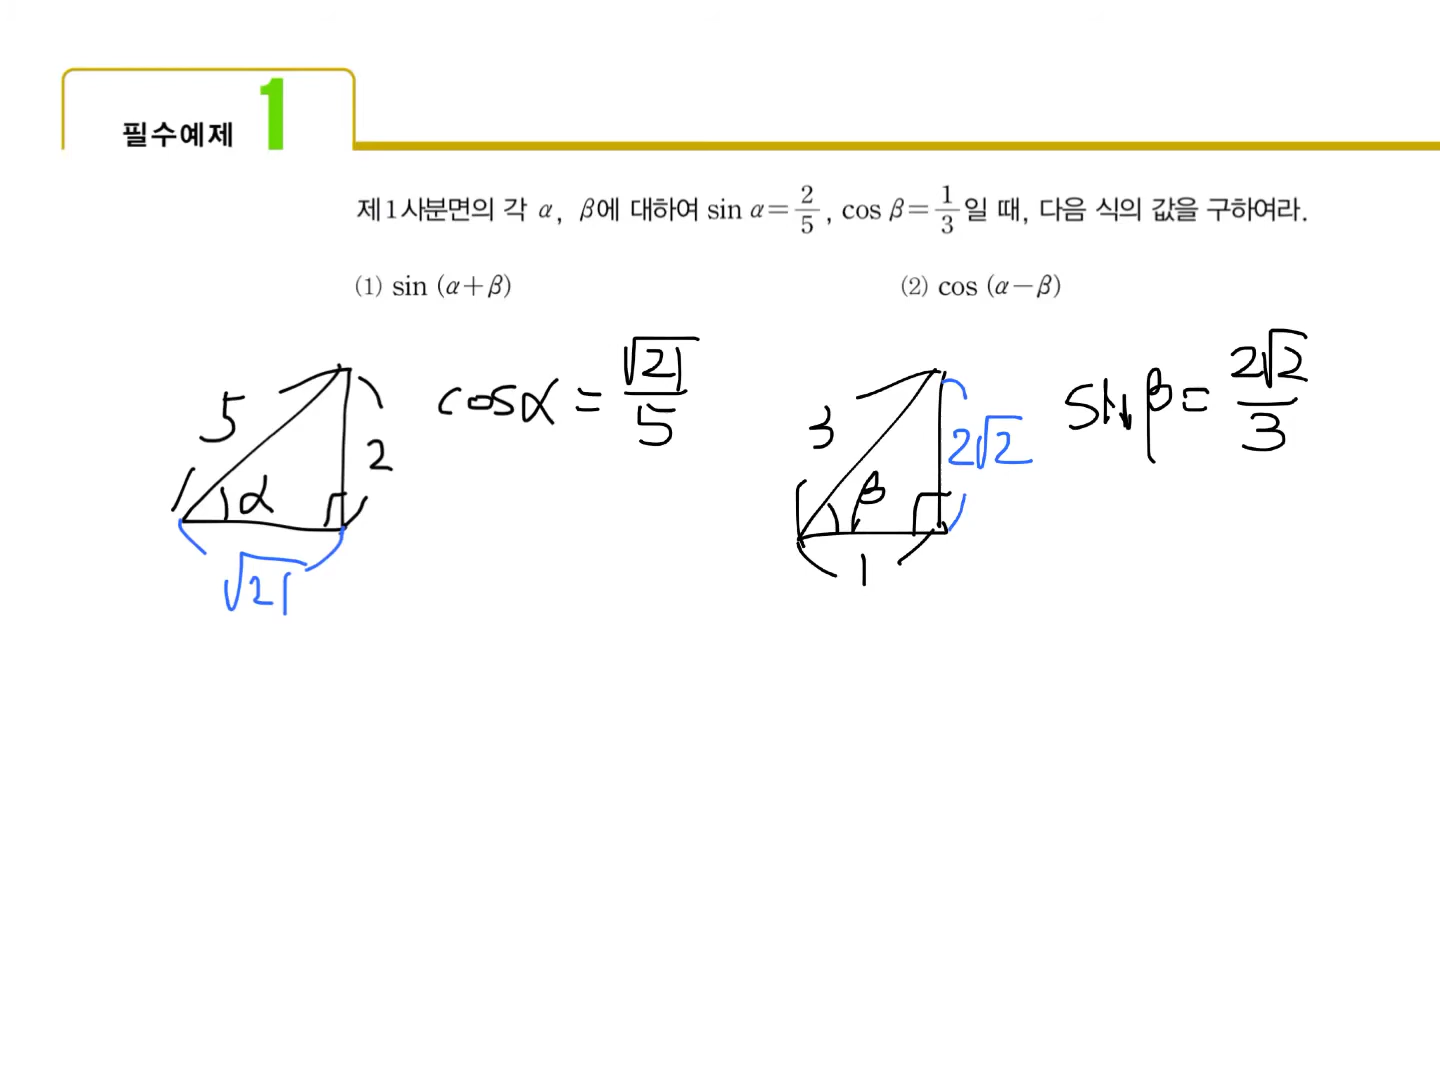 필수예제 1
제1사분면의 각 α, β에 대하여 sin α=2/5, cos β=1/3일 때, 다음 식의 값을 구하여라.
(1) sin (α+β) (2) cos (α−β)
5 α 2 √21
cosα = √21/5
3 β 2√2 1
sinβ = 2√2/3